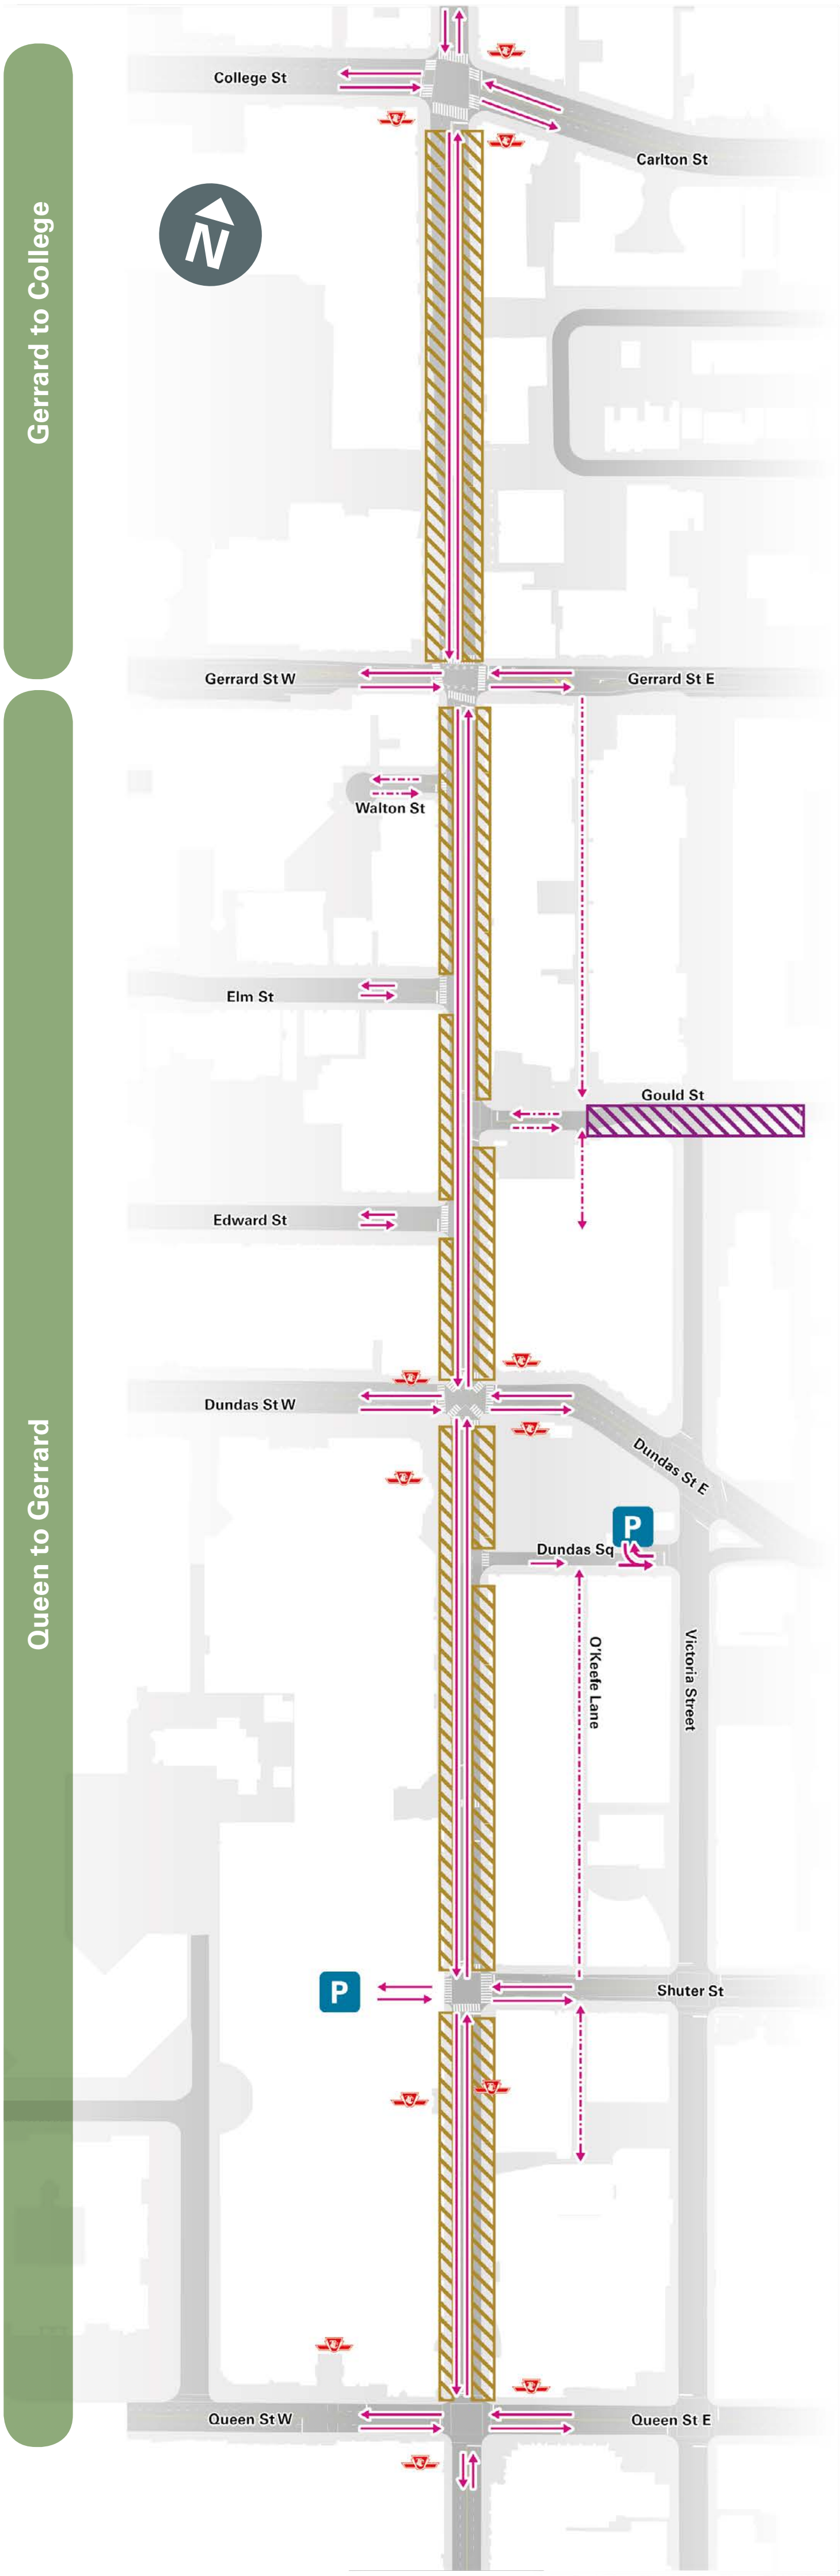 College St
Carlton St
N
Gerrard to College
Gerrard St W
Gerrard St E
Walton St
Elm St
Gould St
Edward St
Dundas St W
Dundas St E
Queen to Gerrard
P
Dundas Sq
O'Keefe Lane
Victoria Street
P
Shuter St
Queen St W
Queen St E